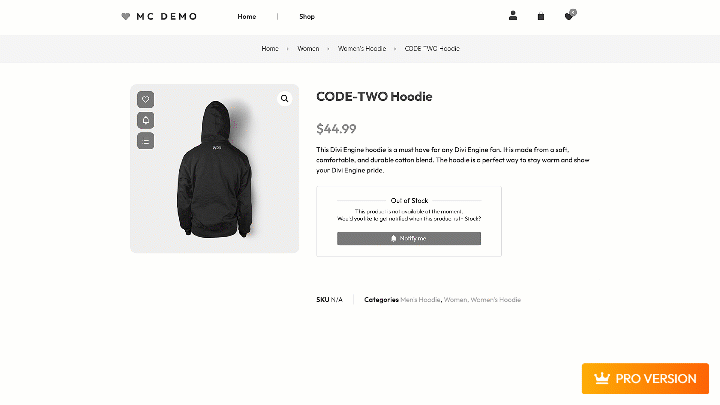 MC DEMO
Home | Shop
Home › Women › Women's Hoodie › CODE-TWO Hoodie
CODE-TWO Hoodie
$44.99
This Divi Engine hoodie is a must have for any Divi Engine fan. It is made from a soft,
comfortable, and durable cotton blend. The hoodie is a perfect way to stay warm and show
your Divi Engine pride.
Out of Stock
This product is not available at the moment.
Would you like to get notified when this product is In Stock?
Notify me
SKU N/A
Categories Men's Hoodie, Women, Women's Hoodie
PRO VERSION